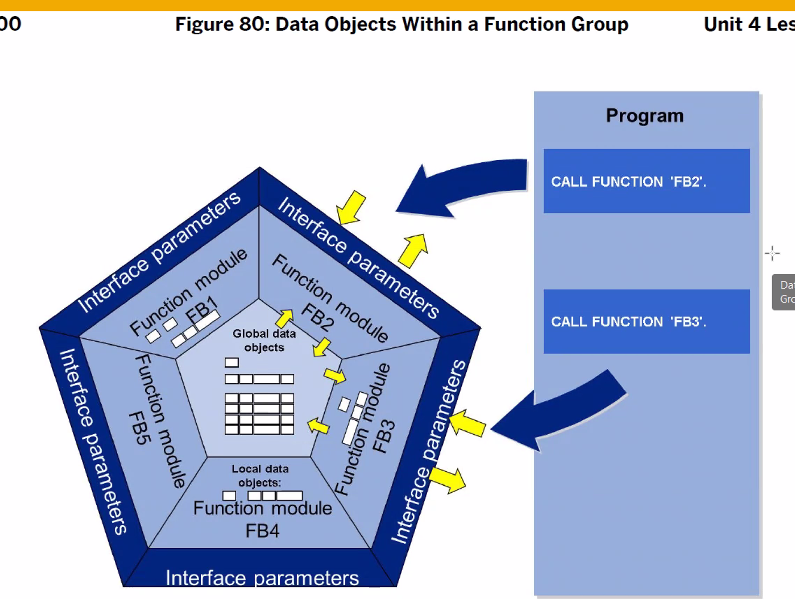 00
Figure 80: Data Objects Within a Function Group
Unit 4 Les
Program
CALL FUNCTION 'FB2'.
CALL FUNCTION 'FB3'.
Interface parameters
Interface parameters
Function module
FB1
Function module
FB2
Global data
objects
Interface parameters
Function module
FB5
Function module
FB3
Interface parameters
Local data
objects:
Function module
FB4
Interface parameters
Dat
Gro